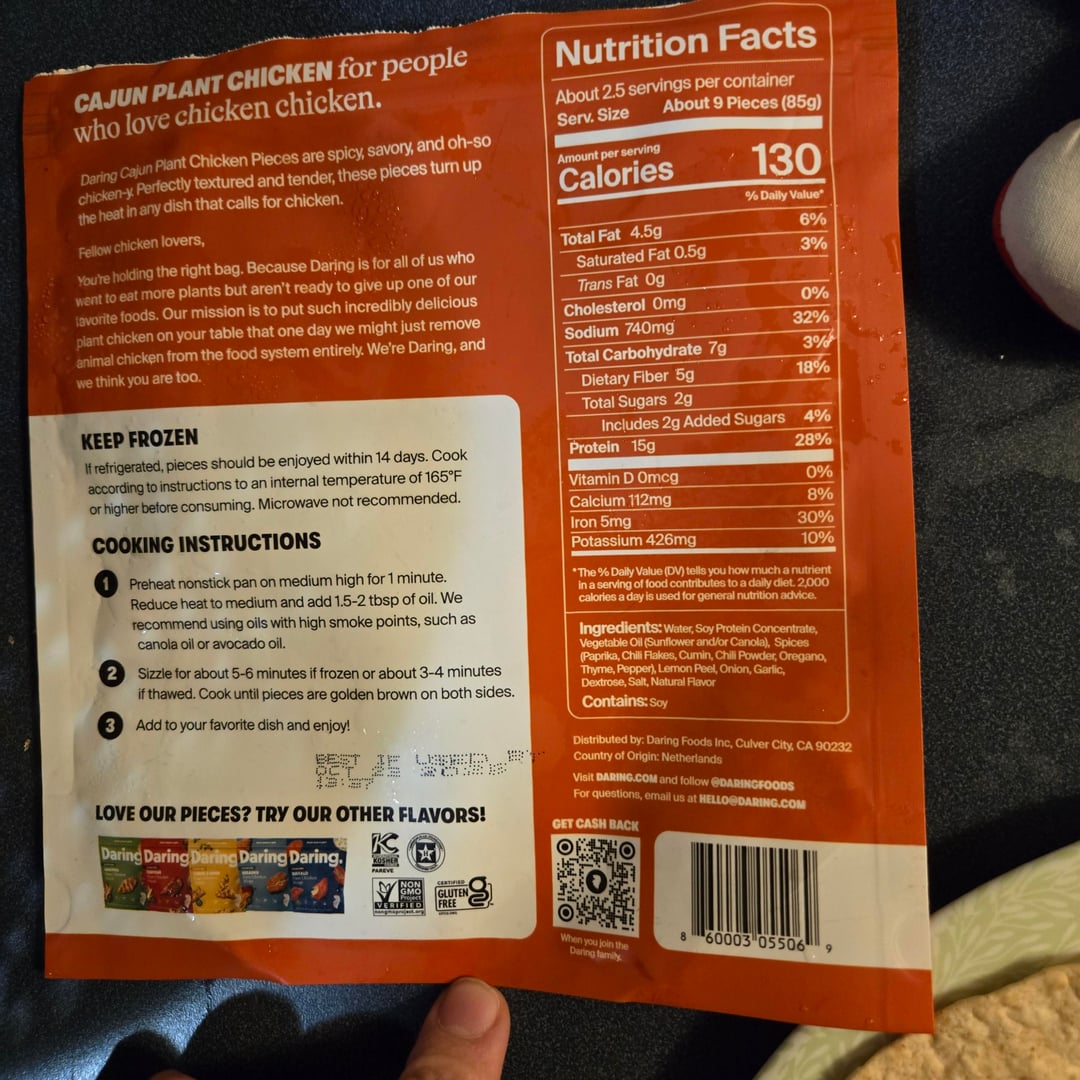 CAJUN PLANT CHICKEN for people
who love chicken chicken.
Daring Cajun Plant Chicken Pieces are spicy, savory, and oh-so
chicken-y. Perfectly textured and tender, these pieces turn up
the heat in any dish that calls for chicken.
Fellow chicken lovers,
You're holding the right bag. Because Daring is for all of us who
want to eat more plants but aren't ready to give up one of our
favorite foods. Our mission is to put such incredibly delicious
plant chicken on your table that one day we might just remove
animal chicken from the food system entirely. We're Daring, and
we think you are too.
KEEP FROZEN
If refrigerated, pieces should be enjoyed within 14 days. Cook
according to instructions to an internal temperature of 165°F
or higher before consuming. Microwave not recommended.
COOKING INSTRUCTIONS
1 Preheat nonstick pan on medium high for 1 minute.
Reduce heat to medium and add 1.5-2 tbsp of oil. We
recommend using oils with high smoke points, such as
canola oil or avocado oil.
2 Sizzle for about 5-6 minutes if frozen or about 3-4 minutes
if thawed. Cook until pieces are golden brown on both sides.
3 Add to your favorite dish and enjoy!
BEST IF USED BY
OCT 25
LOVE OUR PIECES? TRY OUR OTHER FLAVORS!
Daring Daring Daring Daring Daring.
KC
KOSHER
PAREVE
NON
GMO
Project
VERIFIED
nongmoproject.org
CERTIFIED
GLUTEN
FREE
Nutrition Facts
About 2.5 servings per container
Serv. Size About 9 Pieces (85g)
Amount per serving
Calories 130
% Daily Value*
Total Fat 4.5g 6%
Saturated Fat 0.5g 3%
Trans Fat 0g
Cholesterol 0mg 0%
Sodium 740mg 32%
Total Carbohydrate 7g 3%
Dietary Fiber 5g 18%
Total Sugars 2g
Includes 2g Added Sugars 4%
Protein 15g 28%
Vitamin D 0mcg 0%
Calcium 112mg 8%
Iron 5mg 30%
Potassium 426mg 10%
*The % Daily Value (DV) tells you how much a nutrient
in a serving of food contributes to a daily diet. 2,000
calories a day is used for general nutrition advice.
Ingredients: Water, Soy Protein Concentrate,
Vegetable Oil (Sunflower and/or Canola), Spices
(Paprika, Chili Flakes, Cumin, Chili Powder, Oregano,
Thyme, Pepper), Lemon Peel, Onion, Garlic,
Dextrose, Salt, Natural Flavor
Contains: Soy
Distributed by: Daring Foods Inc, Culver City, CA 90232
Country of Origin: Netherlands
Visit DARING.COM and follow @DARINGFOODS
For questions, email us at HELLO@DARING.COM
GET CASH BACK
When you join the
Daring family.
8 60003 05506 9